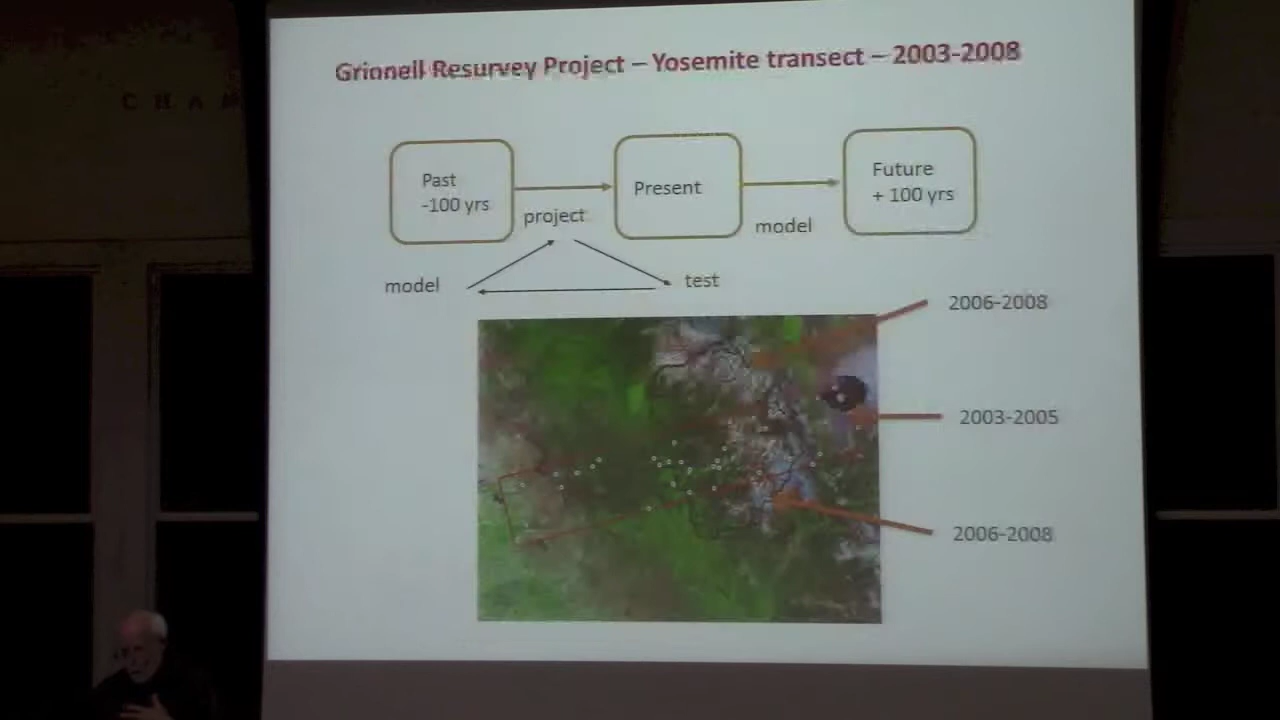 Grinnell Resurvey Project – Yosemite transect – 2003-2008
Past
-100 yrs
Present
Future
+ 100 yrs
project
model
model
test
2006-2008
2003-2005
2006-2008